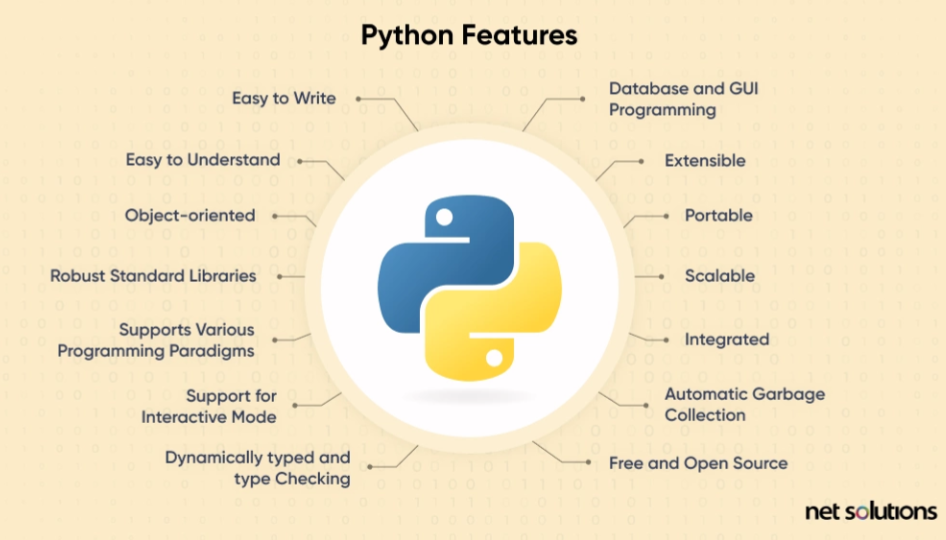 Python Features
Easy to Write
Easy to Understand
Object-oriented
Robust Standard Libraries
Supports Various
Programming Paradigms
Support for
Interactive Mode
Dynamically typed and
type Checking
Database and GUI
Programming
Extensible
Portable
Scalable
Integrated
Automatic Garbage
Collection
Free and Open Source
net solutions